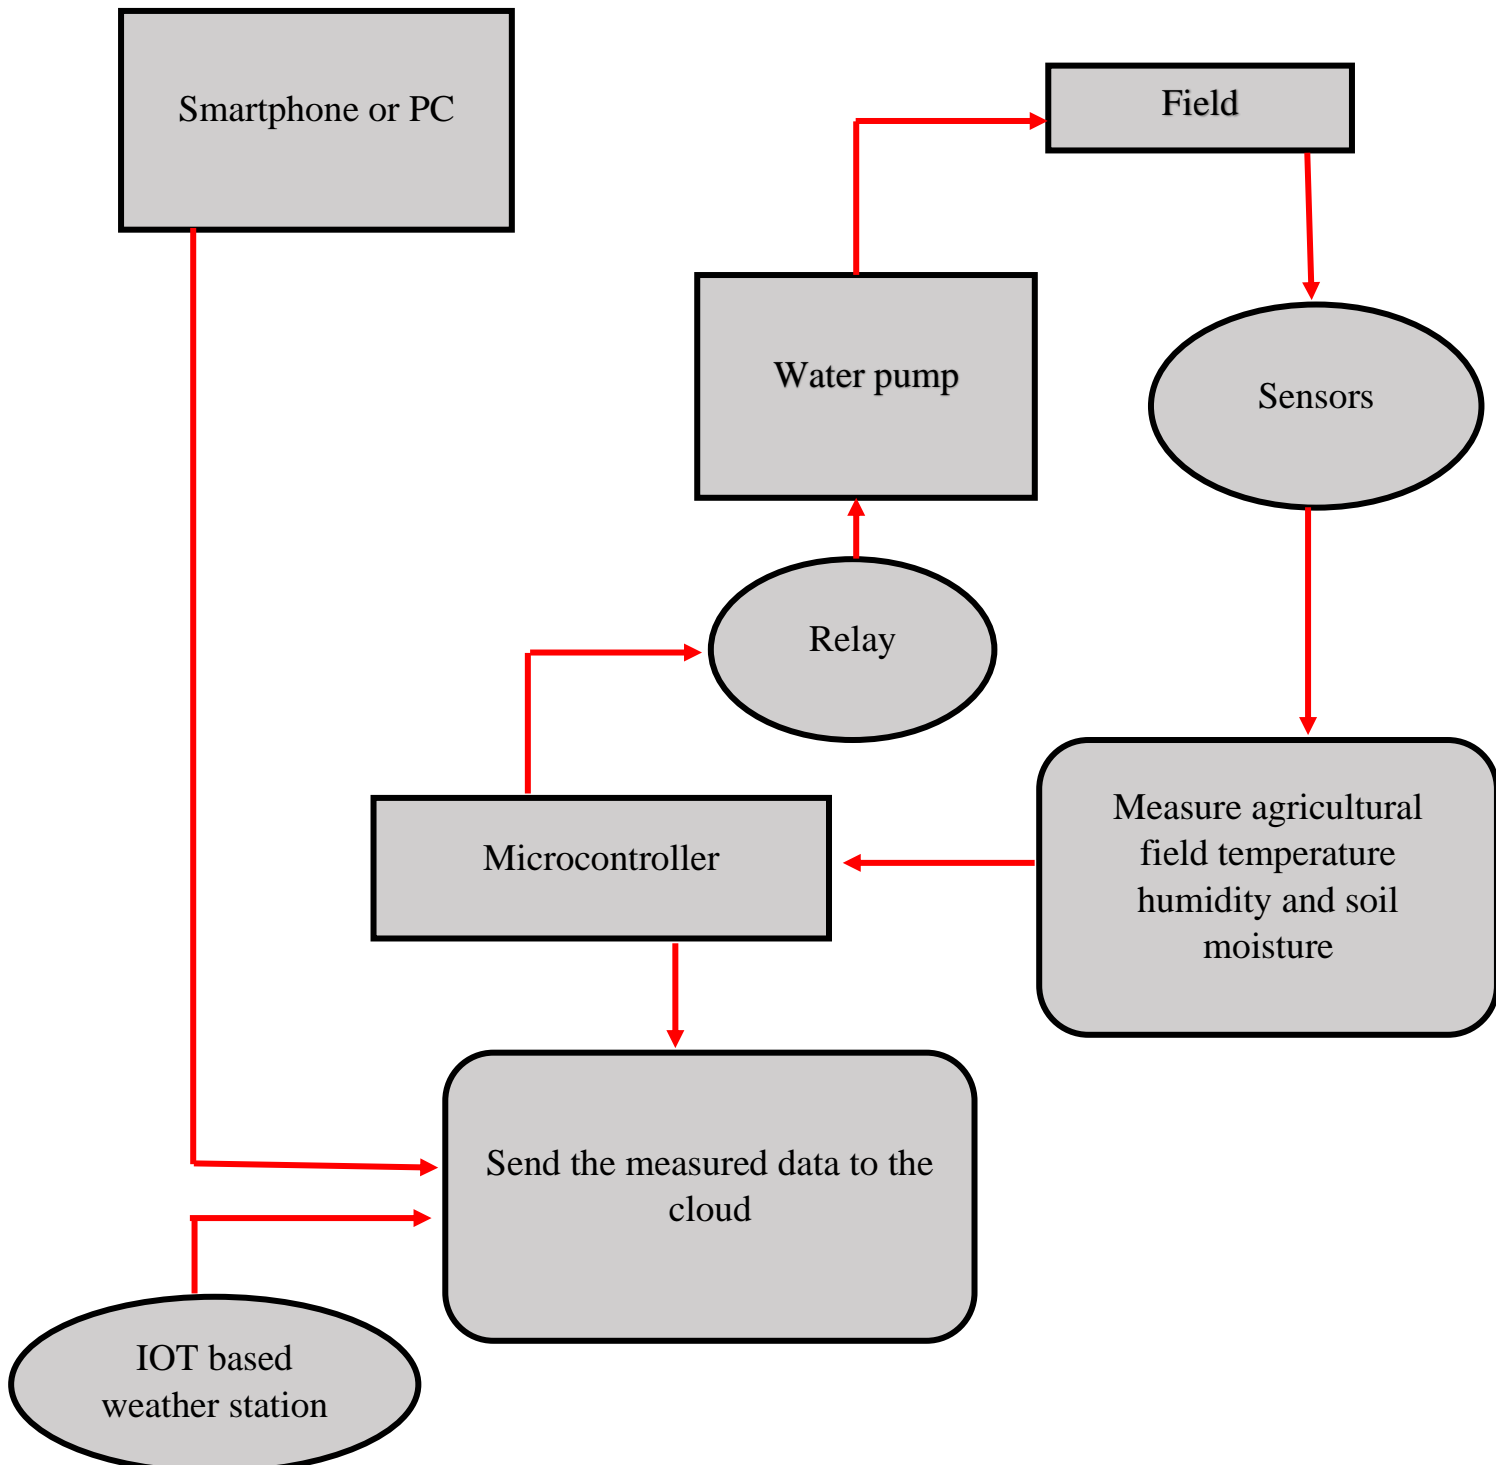 Smartphone or PC
Field
Water pump
Sensors
Relay
Microcontroller
Measure agricultural
field temperature
humidity and soil
moisture
Send the measured data to the
cloud
IOT based
weather station